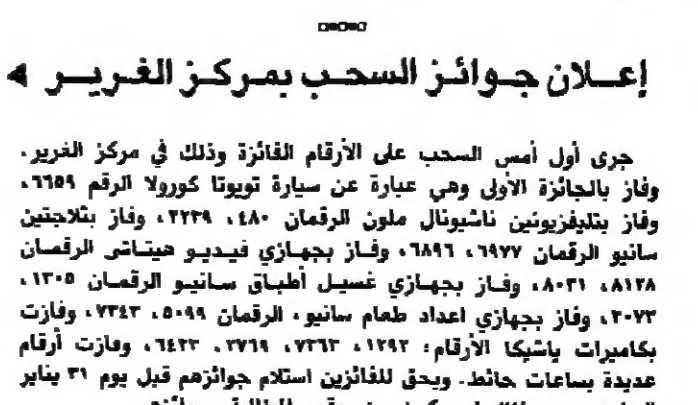 إعلان جوائز السحب بمركز الغرير
جرى أول أمس السحب على الأرقام الفائزة وذلك في مركز الغرير.
وفاز بالجائزة الأولى وهي عبارة عن سيارة تويوتا كورولا الرقم ٦٦٥٩،
وفاز بتليفزيونين ناشيونال ملون الرقمان ٤٨٠، ٢٢٣٩، وفاز بثلاجتين
سانيو الرقمان ٦٩٧٧، ٦٨٩٦، وفاز بجهازي فيديو هيتاشى الرقمان
٨١٢٨، ٨٠٣١، وفاز بجهازي غسيل أطباق سانيو الرقمان ١٣٠٥،
٢٠٧٢، وفاز بجهازي اعداد طعام سانيو، الرقمان ٥٠٩٩، ٧٣٤٣، وفازت
بكاميرات ياشيكا الأرقام: ١٢٩٢، ٧٣٦٣، ٢٧٦٩، ٦٤٢٣، وفازت أرقام
عديدة بساعات حائط. ويحق للفائزين استلام جوائزهم قبل يوم ٣١ يناير